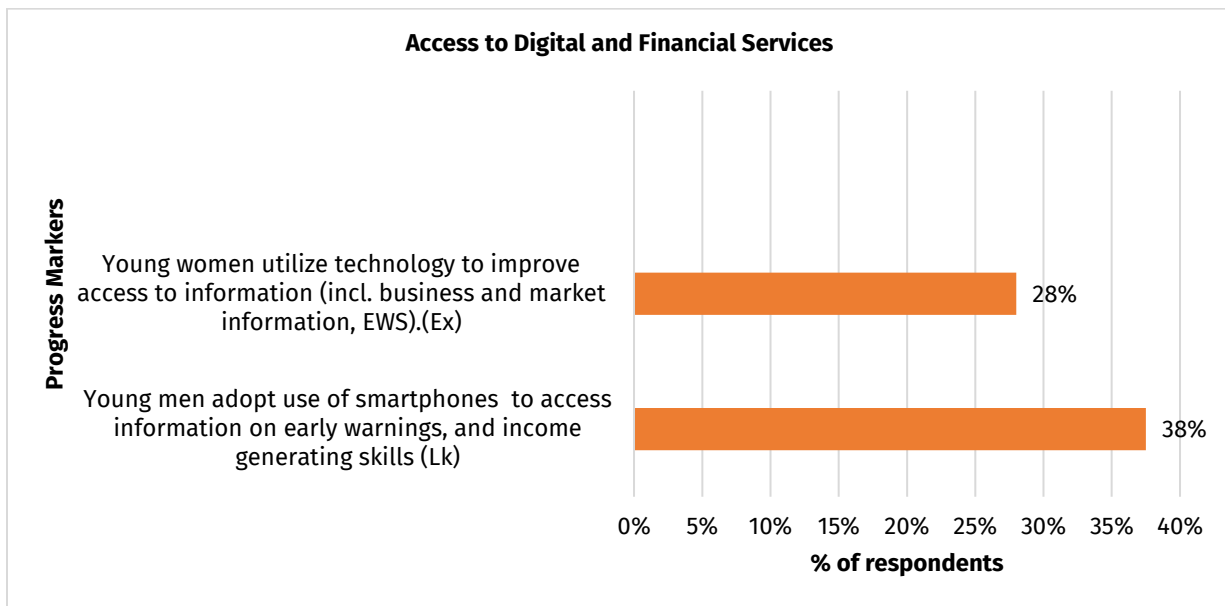 Access to Digital and Financial Services
Progress Markers
Young women utilize technology to improve
access to information (incl. business and market
information, EWS).(Ex)
28%
Young men adopt use of smartphones  to access
information on early warnings, and income
generating skills (Lk)
38%
0% 5% 10% 15% 20% 25% 30% 35% 40%
% of respondents